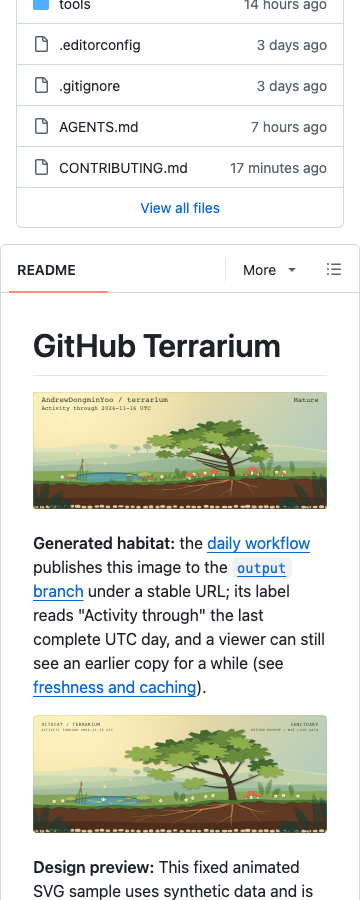 tools 14 hours ago
.editorconfig 3 days ago
.gitignore 3 days ago
AGENTS.md 7 hours ago
CONTRIBUTING.md 17 minutes ago
View all files
README More
GitHub Terrarium
AndrewDongminYoo / terrarium Mature
Activity through 2026-11-16 UTC
Generated habitat: the daily workflow
publishes this image to the output
branch under a stable URL; its label
reads "Activity through" the last
complete UTC day, and a viewer can still
see an earlier copy for a while (see
freshness and caching).
OCTOCAT / TERRARIUM SANCTUARY
Design preview: This fixed animated
SVG sample uses synthetic data and is